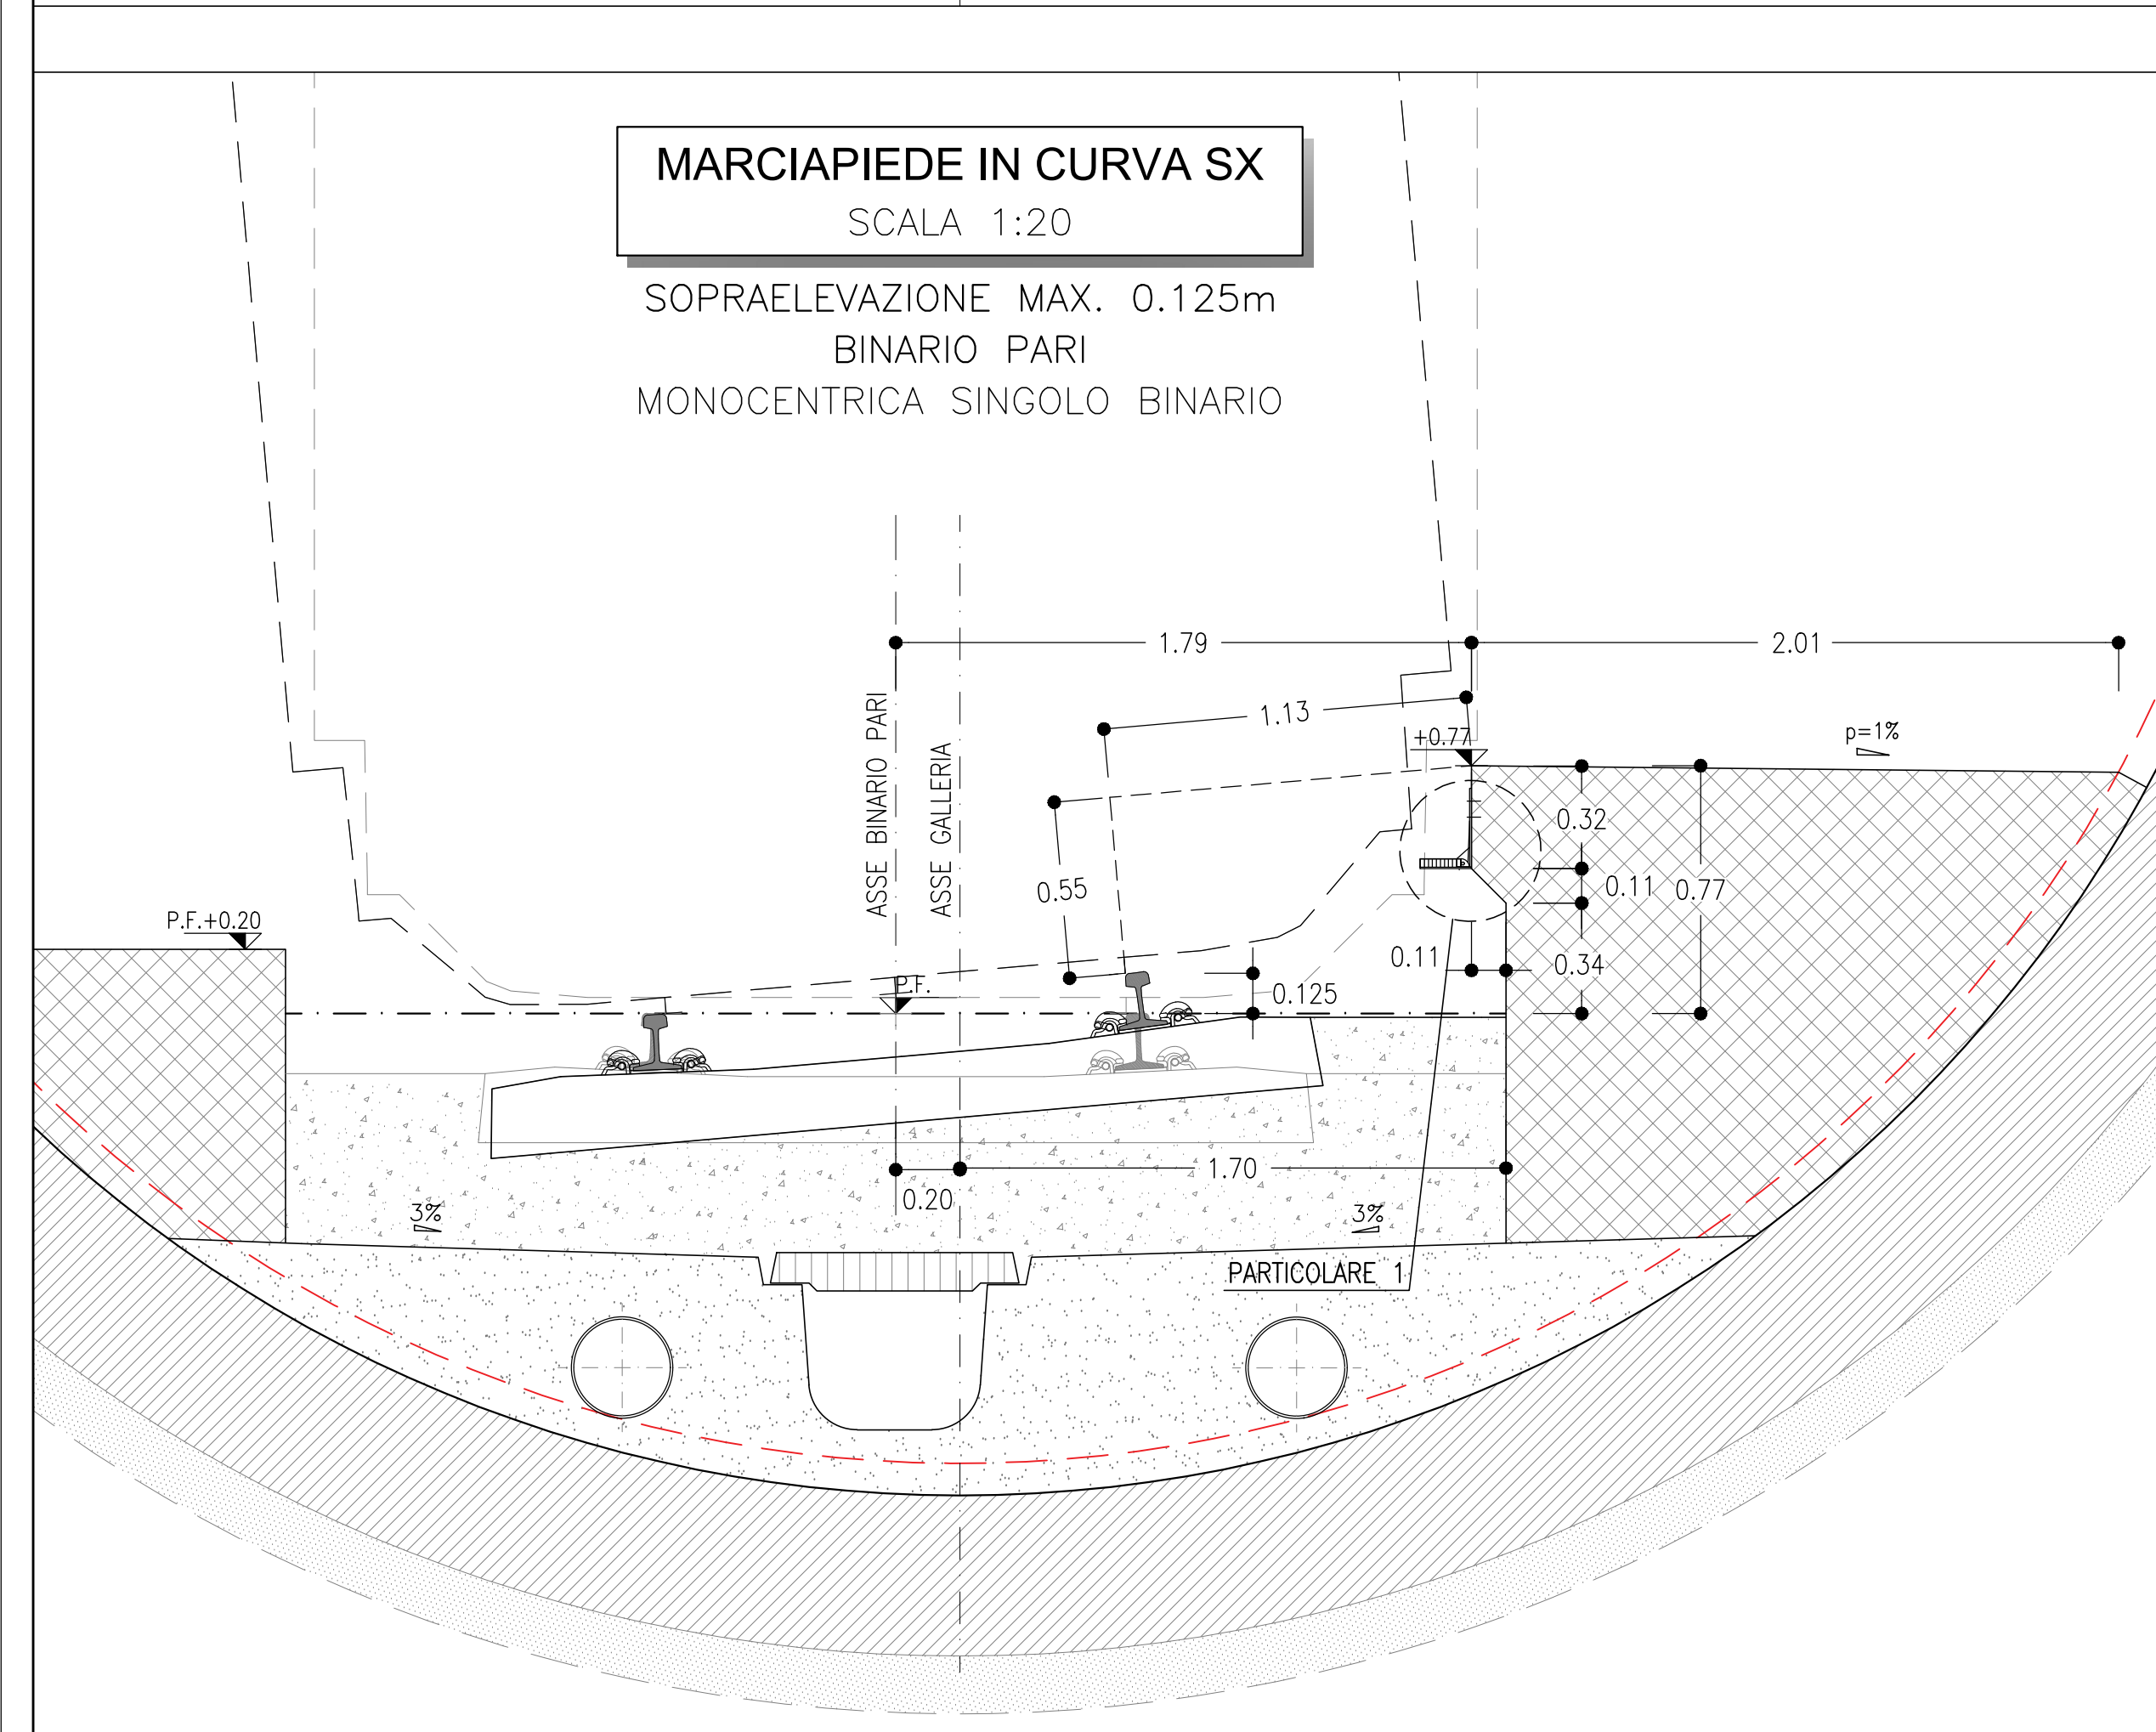 MARCIAPIEDE IN CURVA SX
SCALA 1:20
SOPRAELEVAZIONE MAX. 0.125m
BINARIO PARI
MONOCENTRICA SINGOLO BINARIO
1.79
2.01
ASSE BINARIO PARI
ASSE GALLERIA
1.13
+0.77
p=1%
0.32
0.55
0.11
0.77
P.F.+0.20
0.11
0.34
P.F.
0.125
1.70
0.20
3%
3%
PARTICOLARE 1